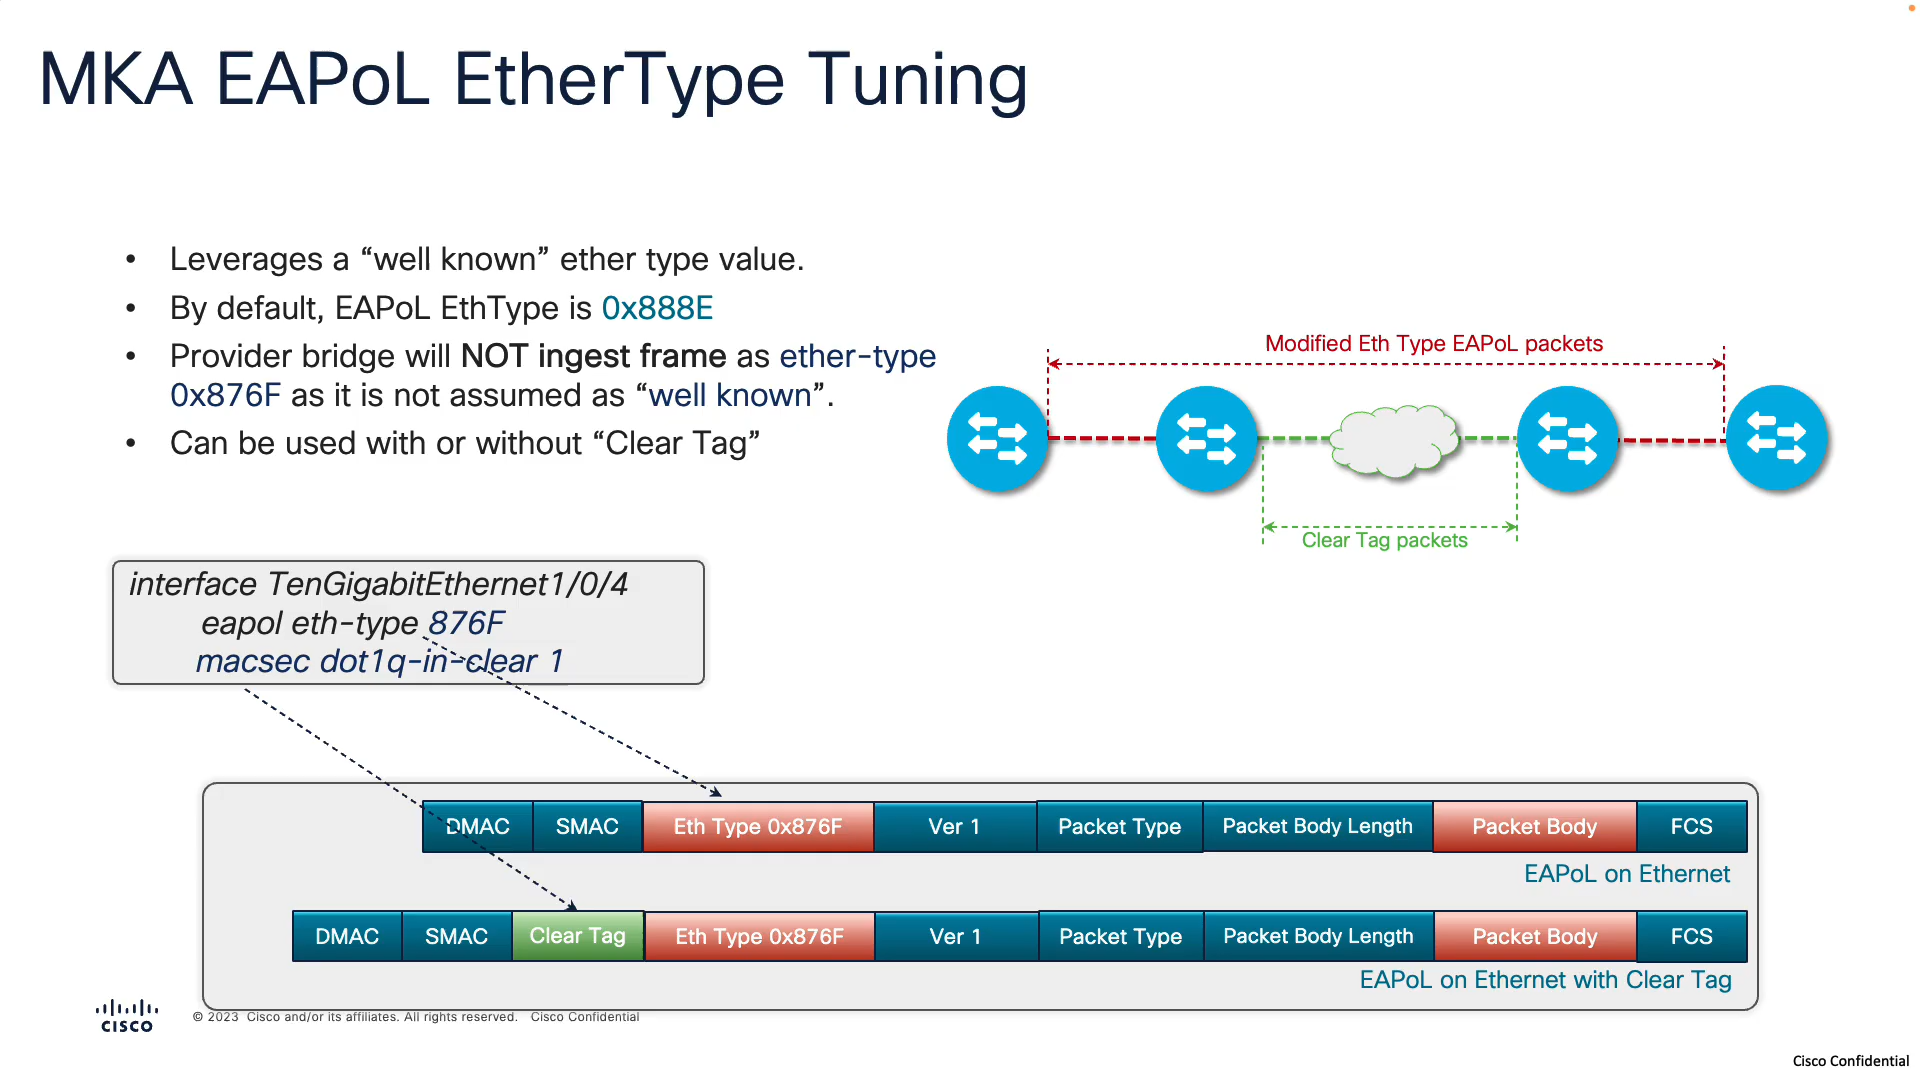 MKA EAPoL EtherType Tuning
• Leverages a “well known” ether type value.
• By default, EAPoL EthType is 0x888E
• Provider bridge will NOT ingest frame as ether-type
0x876F as it is not assumed as “well known”.
• Can be used with or without “Clear Tag”
Modified Eth Type EAPoL packets
Clear Tag packets
interface TenGigabitEthernet1/0/4
eapol eth-type 876F
macsec dot1q-in-clear 1
DMAC SMAC Eth Type 0x876F Ver 1 Packet Type Packet Body Length Packet Body FCS
EAPoL on Ethernet
DMAC SMAC Clear Tag Eth Type 0x876F Ver 1 Packet Type Packet Body Length Packet Body FCS
EAPoL on Ethernet with Clear Tag
CISCO
© 2023 Cisco and/or its affiliates. All rights reserved. Cisco Confidential
Cisco Confidential